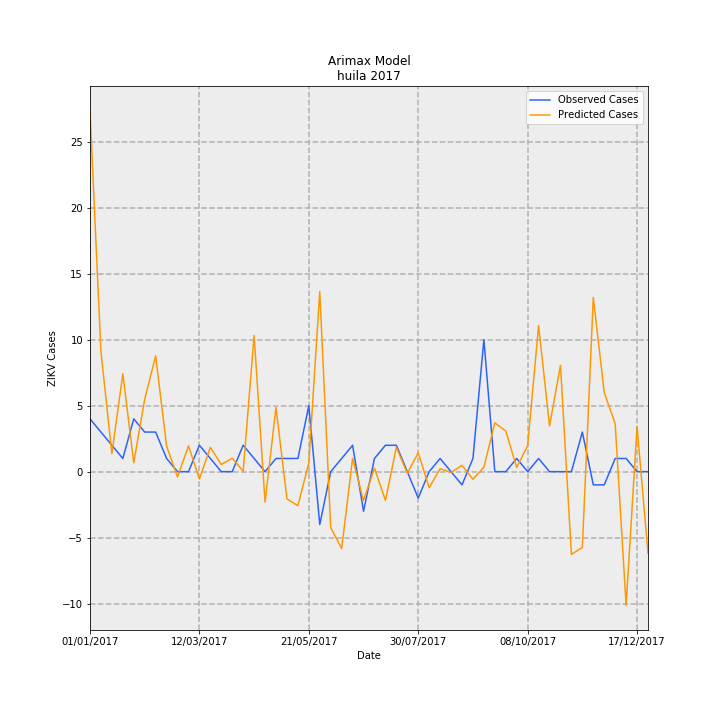 Arimax Model
huila 2017
Observed Cases
Predicted Cases
ZIKV Cases
25
20
15
10
5
0
−5
−10
01/01/2017
12/03/2017
21/05/2017
30/07/2017
08/10/2017
17/12/2017
Date